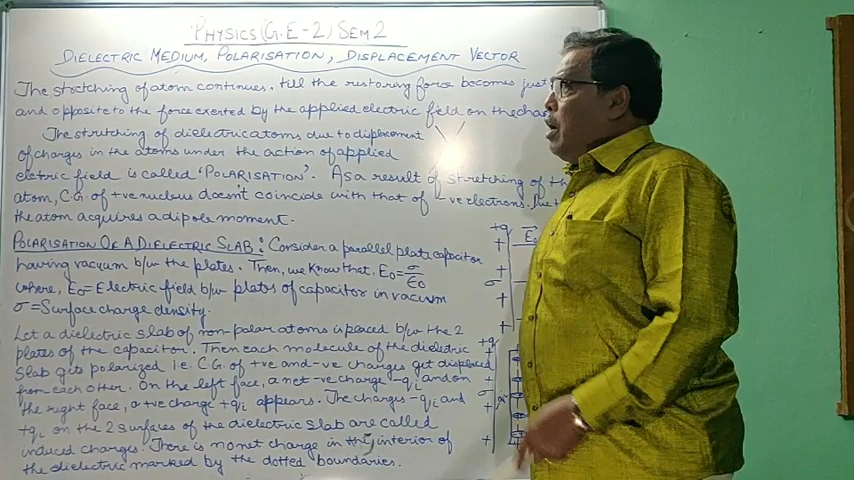 PHYSICS (G.E-2) SEM 2
DIELECTRIC MEDIUM, POLARISATION, DISPLACEMENT VECTOR
The stretching of atom continues, till the restoring force becomes just
and opposite to the force exerted by the applied electric field on the
The stretching of dielectric atoms due to displacement
of charges in the atoms under the action of applied
eletric field is called 'POLARISATION'. As a result of stretching of
atom, C.G. of +ve nucleus doesn't coincide with that of -ve electrons.
the atom acquires a dipole moment.
POLARISATION OF A DIELECTRIC SLAB: Consider a parallel plate capacitor
having vacuum b/w the plates. Then, we know that, E₀ = σ/ε₀
where, E₀ = Electric field b/w plates of capacitor in vacuum
σ = Surface charge density.
Let a dielectric slab of non-polar atoms is placed b/w the 2
plates of the capacitor. Then each molecule of the dieletric
slab gets polarized i.e. C.G. of +ve and -ve charges get displaced
from each other. On the left face, a net -ve charge -qᵢ and on
the right face, a +ve charge +qᵢ appears. The charges -qᵢ and
+qᵢ on the 2 surfaces of the dielectric slab are called
induced charges. There is no net charge in the interior of
the dielectric marked by the dotted boundaries.
+q
+
+
σ
+
+
+q
+
+
σ
+
+